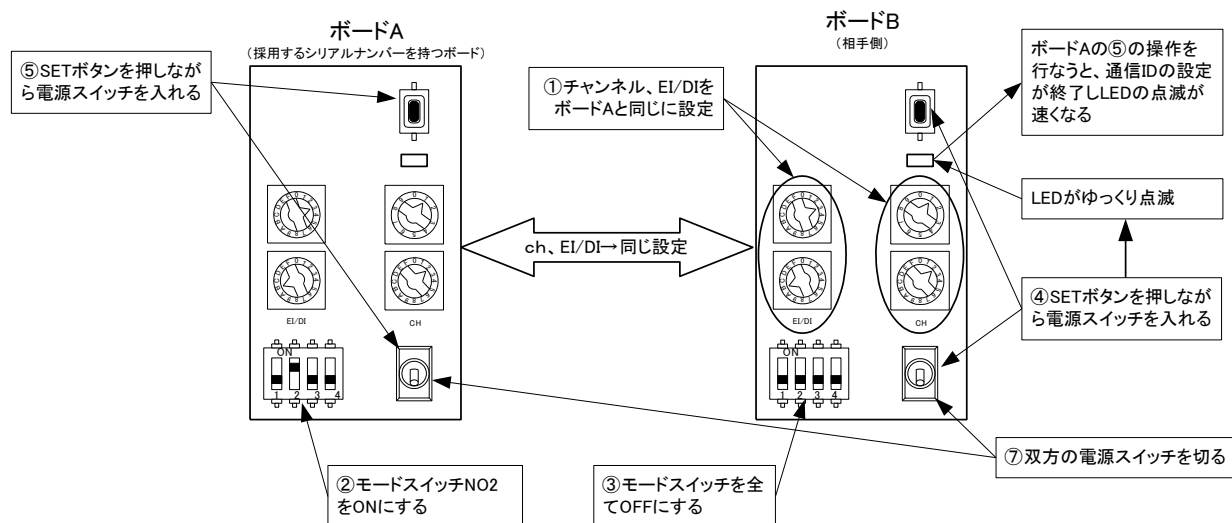 ボードA
（採用するシリアルナンバーを持つボード）
⑤SETボタンを押しなが
ら電源スイッチを入れる
EI/DI
CH
ON
1 2 3 4
②モードスイッチNO2
をONにする
ch、EI/DI→同じ設定
ボードB
（相手側）
①チャンネル、EI/DIを
ボードAと同じに設定
ボードAの⑤の操作を
行なうと、通信IDの設定
が終了しLEDの点滅が
速くなる
LEDがゆっくり点滅
④SETボタンを押しなが
ら電源スイッチを入れる
EI/DI
CH
ON
1 2 3 4
③モードスイッチを全
てOFFにする
⑦双方の電源スイッチを切る